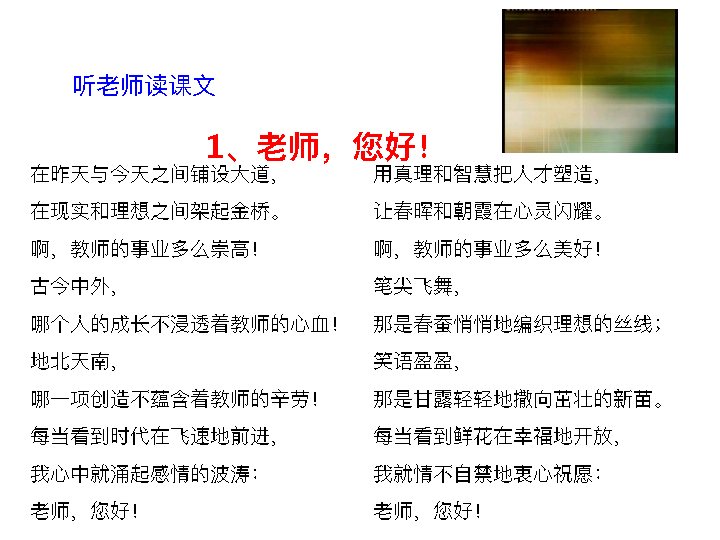 听老师读课文
1、老师，您好！
在昨天与今天之间铺设大道，
在现实和理想之间架起金桥。
啊，教师的事业多么崇高！
古今中外，
哪个人的成长不浸透着教师的心血！
地北天南，
哪一项创造不蕴含着教师的辛劳！
每当看到时代在飞速地前进，
我心中就涌起感情的波涛：
老师，您好！
用真理和智慧把人才塑造，
让春晖和朝霞在心灵闪耀。
啊，教师的事业多么美好！
笔尖飞舞，
那是春蚕悄悄地编织理想的丝线；
笑语盈盈，
那是甘露轻轻地撒向茁壮的新苗。
每当看到鲜花在幸福地开放，
我就情不自禁地衷心祝愿：
老师，您好！